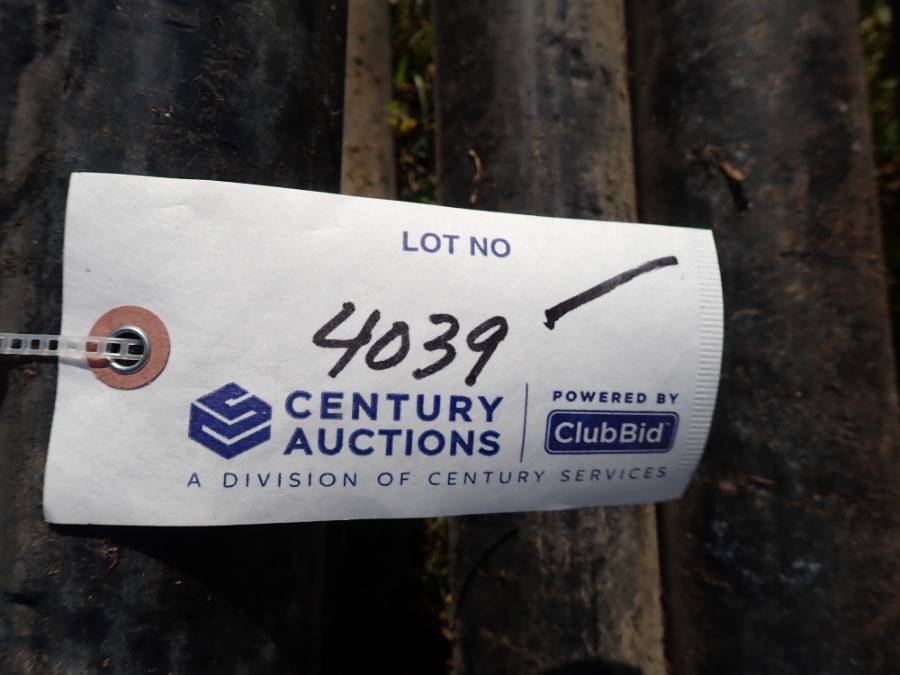 LOT NO
4039
CENTURY AUCTIONS
POWERED BY
ClubBid
A DIVISION OF CENTURY SERVICES